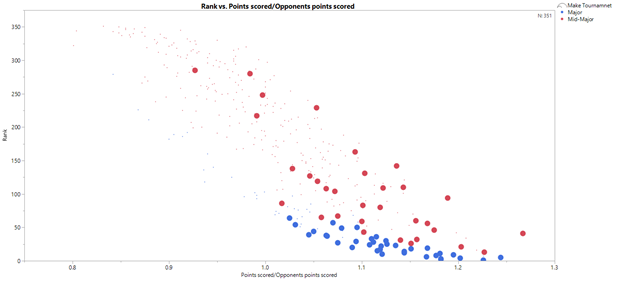 Rank vs. Points scored/Opponents points scored
N: 351
Make Tournamnet
Major
Mid-Major
350
300
250
200
150
100
50
0
Rank
0.8
0.9
1.0
1.1
1.2
1.3
Points scored/Opponents points scored